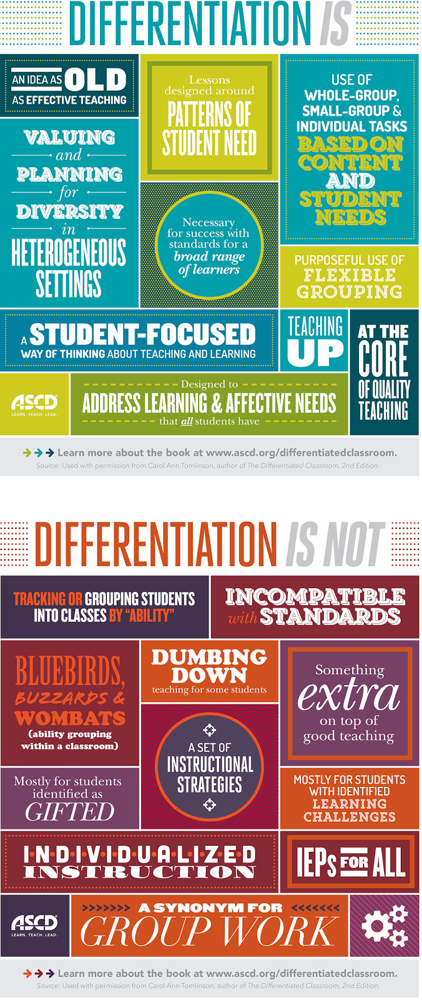 DIFFERENTIATION IS
AN IDEA AS OLD
AS EFFECTIVE TEACHING
VALUING
and
PLANNING
for
DIVERSITY
in
HETEROGENEOUS
SETTINGS
Lessons
designed around
PATTERNS OF
STUDENT NEED
Necessary
for success with
standards for a
broad range
of learners
USE OF
WHOLE-GROUP,
SMALL-GROUP &
INDIVIDUAL TASKS
BASED ON
CONTENT
AND
STUDENT
NEEDS
PURPOSEFUL USE OF
FLEXIBLE
GROUPING
A STUDENT-FOCUSED
WAY OF THINKING ABOUT TEACHING AND LEARNING
TEACHING
UP
AT THE
CORE
OF QUALITY
TEACHING
ASCD®
LEARN. TEACH. LEAD.
Designed to
ADDRESS LEARNING & AFFECTIVE NEEDS
that all students have
Learn more about the book at www.ascd.org/differentiatedclassroom.
Source: Used with permission from Carol Ann Tomlinson, author of The Differentiated Classroom, 2nd Edition.
DIFFERENTIATION IS NOT
TRACKING OR GROUPING STUDENTS
INTO CLASSES BY “ABILITY”
INCOMPATIBLE
with STANDARDS
BLUEBIRDS,
BUZZARDS &
WOMBATS
(ability grouping
within a classroom)
DUMBING
DOWN
teaching for some students
Something
extra
on top of
good teaching
A SET OF
INSTRUCTIONAL
STRATEGIES
Mostly for students
identified as
GIFTED
MOSTLY FOR STUDENTS
WITH IDENTIFIED
LEARNING
CHALLENGES
INDIVIDUALIZED
INSTRUCTION
IEPs FOR ALL
ASCD®
LEARN. TEACH. LEAD.
A SYNONYM FOR
GROUP WORK
Learn more about the book at www.ascd.org/differentiatedclassroom.
Source: Used with permission from Carol Ann Tomlinson, author of The Differentiated Classroom, 2nd Edition.